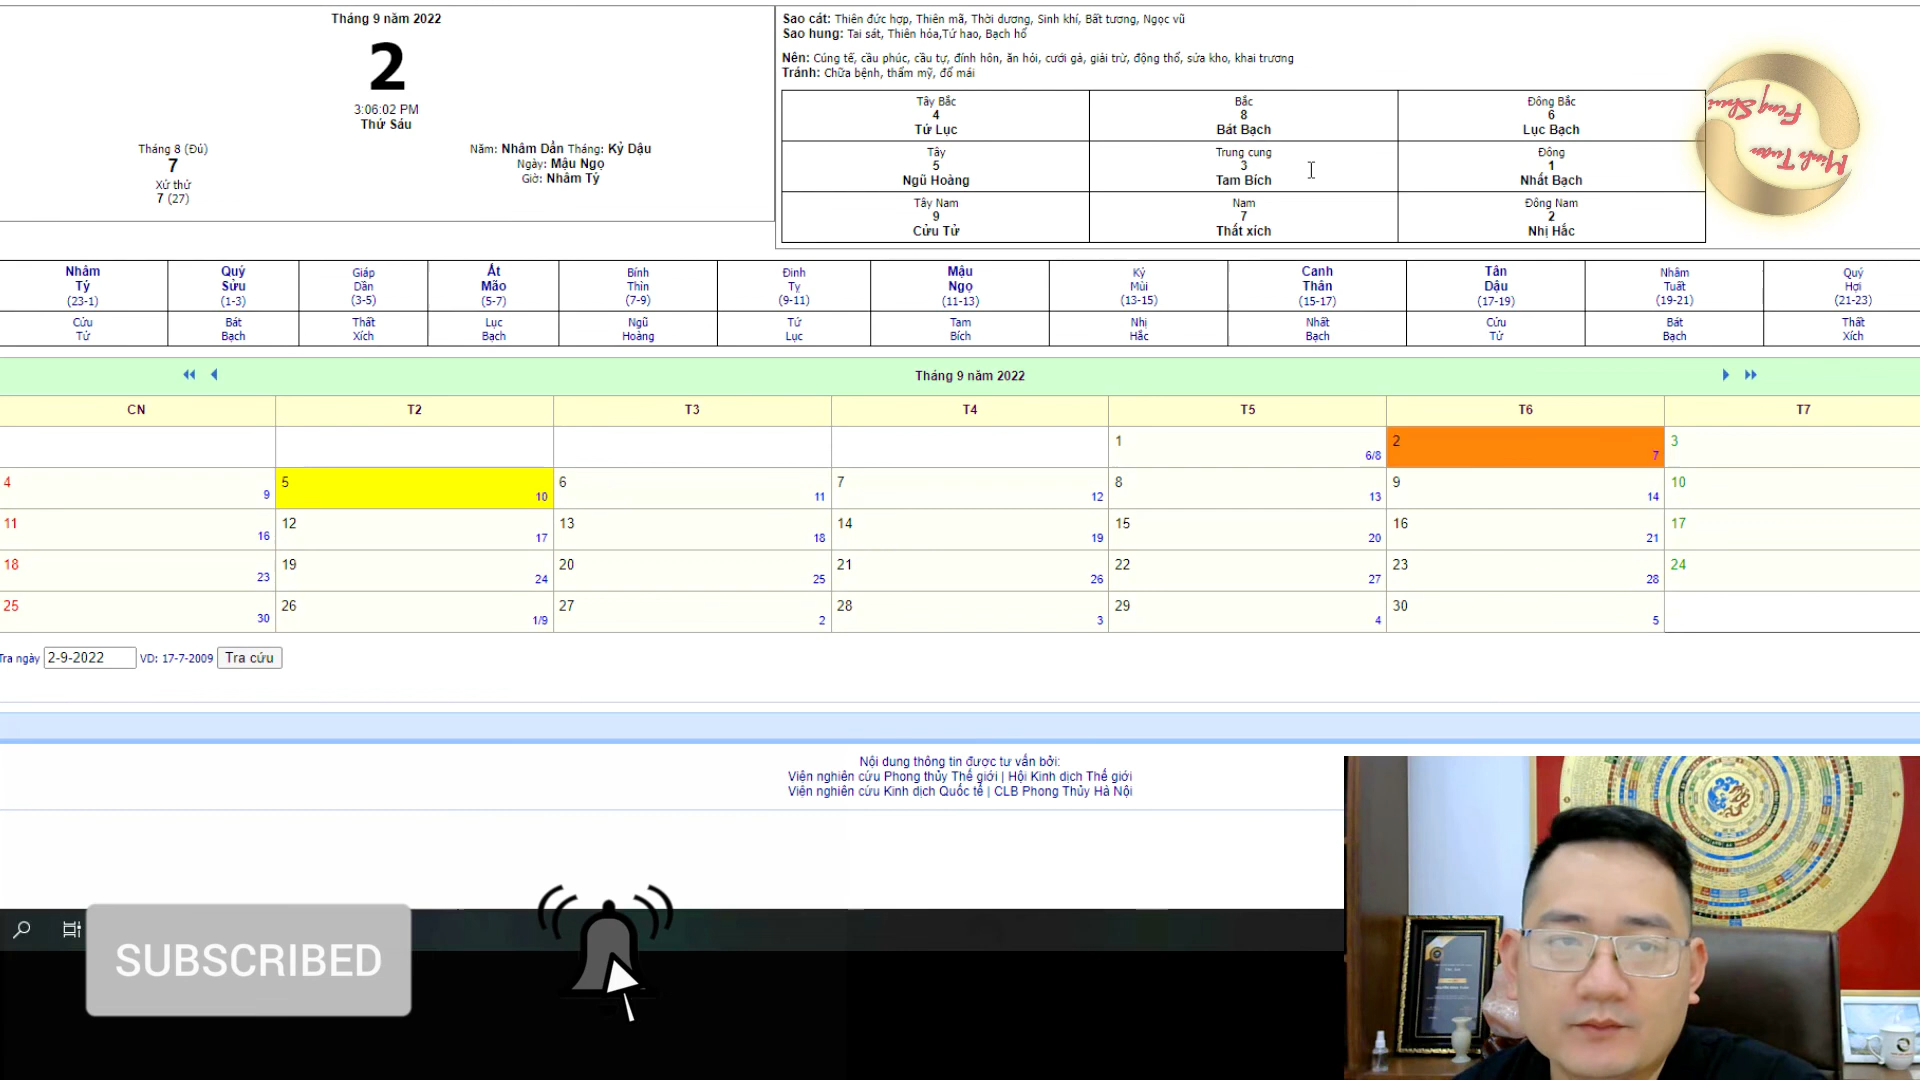 Tháng 9 năm 2022
2
3:06:02 PM
Thứ Sáu
Tháng 8 (Đủ)
7
Xử thử
7 (27)
Năm: Nhâm Dần Tháng: Kỷ Dậu
Ngày: Mậu Ngọ
Giờ: Nhâm Tý
Sao cát: Thiên đức hợp, Thiên mã, Thời dương, Sinh khí, Bất tương, Ngọc vũ
Sao hung: Tai sát, Thiên hỏa,Tứ hao, Bạch hổ
Nên: Cúng tế, cầu phúc, cầu tự, đính hôn, ăn hỏi, cưới gả, giải trừ, động thổ, sửa kho, khai trương
Tránh: Chữa bệnh, thẩm mỹ, đổ mái
Tây Bắc Bắc Đông Bắc
4 8 6
Tứ Lục Bát Bạch Lục Bạch
Tây Trung cung Đông
5 3 1
Ngũ Hoàng Tam Bích Nhất Bạch
Tây Nam Nam Đông Nam
9 7 2
Cửu Tử Thất xích Nhị Hắc
Feng Shui
Minh Tuan
Nhâm Quý Giáp Ất Bính Đinh Mậu Kỷ Canh Tân Nhâm Quý
Tý Sửu Dần Mão Thìn Tỵ Ngọ Mùi Thân Dậu Tuất Hợi
(23-1) (1-3) (3-5) (5-7) (7-9) (9-11) (11-13) (13-15) (15-17) (17-19) (19-21) (21-23)
Cửu Bát Thất Lục Ngũ Tứ Tam Nhị Nhất Cửu Bát Thất
Tử Bạch Xích Bạch Hoàng Lục Bích Hắc Bạch Tử Bạch Xích
Tháng 9 năm 2022
CN T2 T3 T4 T5 T6 T7
1 2 3
6/8 7
4 5 6 7 8 9 10
9 10 11 12 13 14
11 12 13 14 15 16 17
16 17 18 19 20 21
18 19 20 21 22 23 24
23 24 25 26 27 28
25 26 27 28 29 30
30 1/9 2 3 4 5
Tra ngày 2-9-2022 VD: 17-7-2009 Tra cứu
Nội dung thông tin được tư vấn bởi:
Viện nghiên cứu Phong thủy Thế giới | Hội Kinh dịch Thế giới
Viện nghiên cứu Kinh dịch Quốc tế | CLB Phong Thủy Hà Nội
SUBSCRIBED